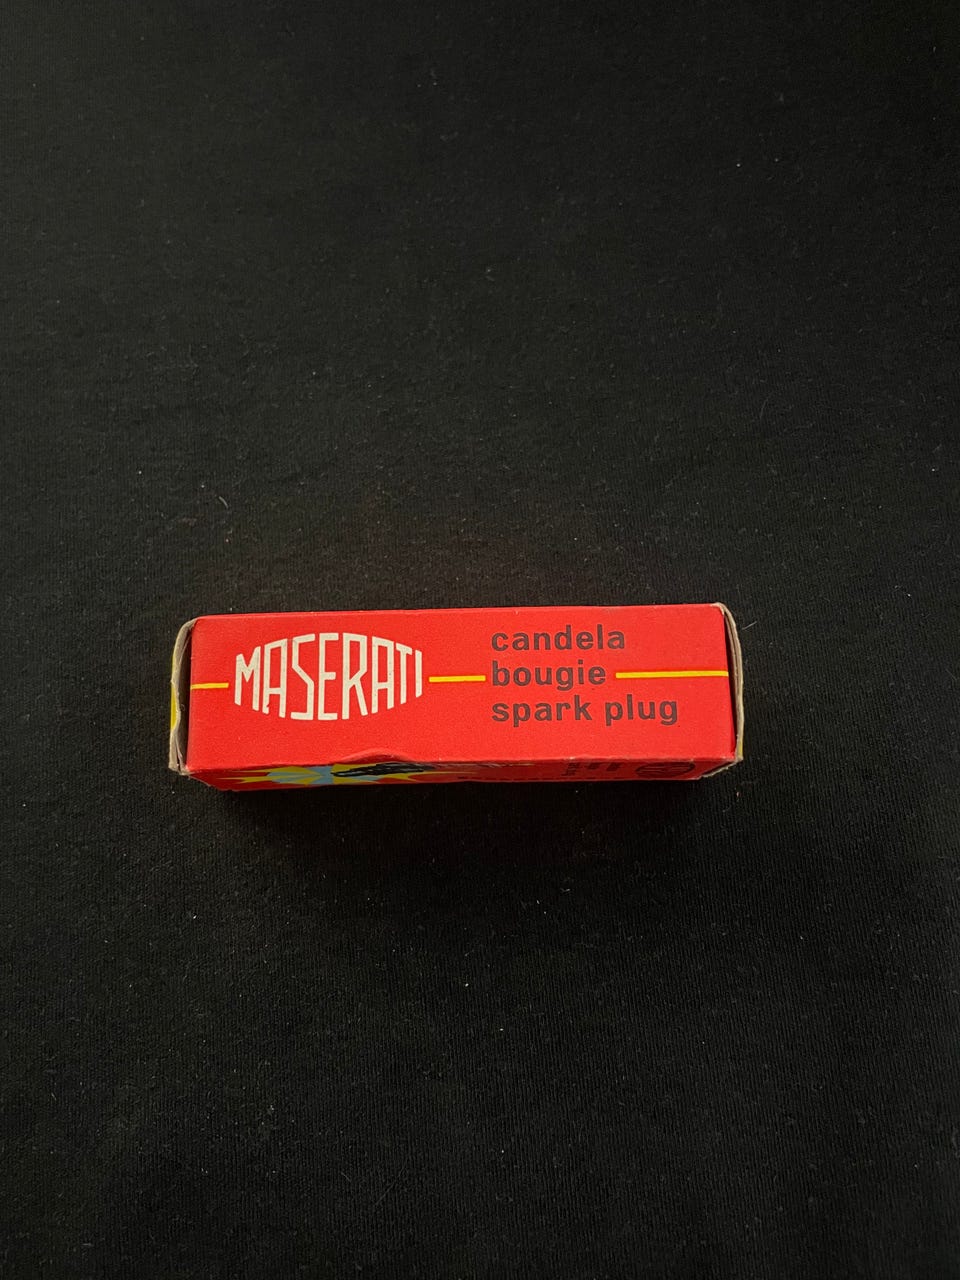 MASERATI
candela
bougie
spark plug